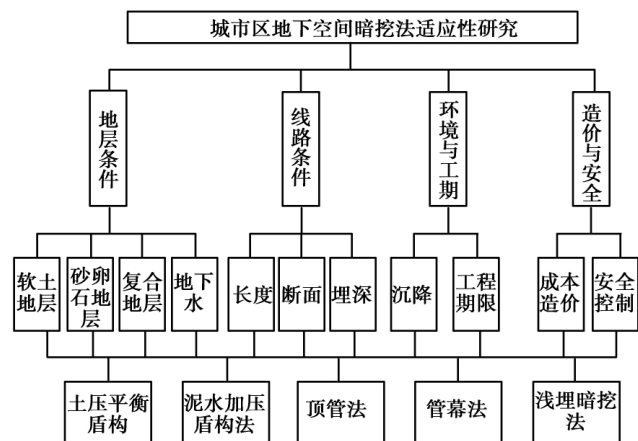 城市区地下空间暗挖法适应性研究
地层条件
线路条件
环境与工期
造价与安全
软土
地层
砂卵
石地
层
复合
地层
地下
水
长度
断面
埋深
沉降
工程
期限
成本
造价
安全
控制
土压平衡
盾构
泥水加压
盾构法
顶管法
管幕法
浅埋暗挖
法